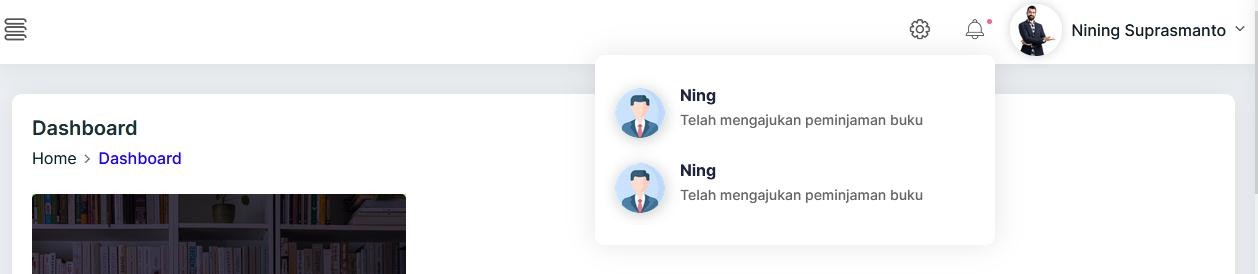 Nining Suprasmanto
Ning
Telah mengajukan peminjaman buku
Ning
Telah mengajukan peminjaman buku
Dashboard
Home > Dashboard